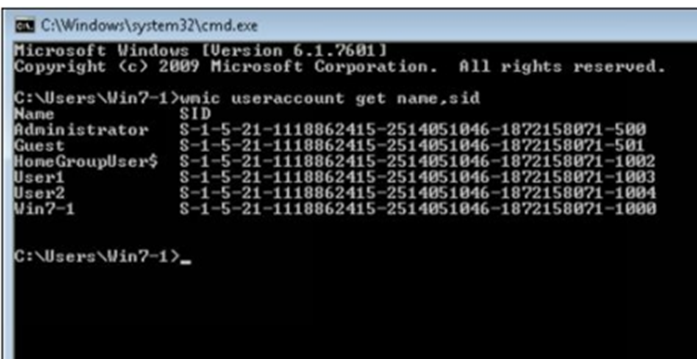 C:\Windows\system32\cmd.exe
Microsoft Windows [Version 6.1.7601]
Copyright (c) 2009 Microsoft Corporation.  All rights reserved.
C:\Users\Win7-1>wmic useraccount get name,sid
Name            SID
Administrator   S-1-5-21-1118862415-2514051046-1872158071-500
Guest           S-1-5-21-1118862415-2514051046-1872158071-501
HomeGroupUser$  S-1-5-21-1118862415-2514051046-1872158071-1002
User1           S-1-5-21-1118862415-2514051046-1872158071-1003
User2           S-1-5-21-1118862415-2514051046-1872158071-1004
Win7-1          S-1-5-21-1118862415-2514051046-1872158071-1000
C:\Users\Win7-1>_